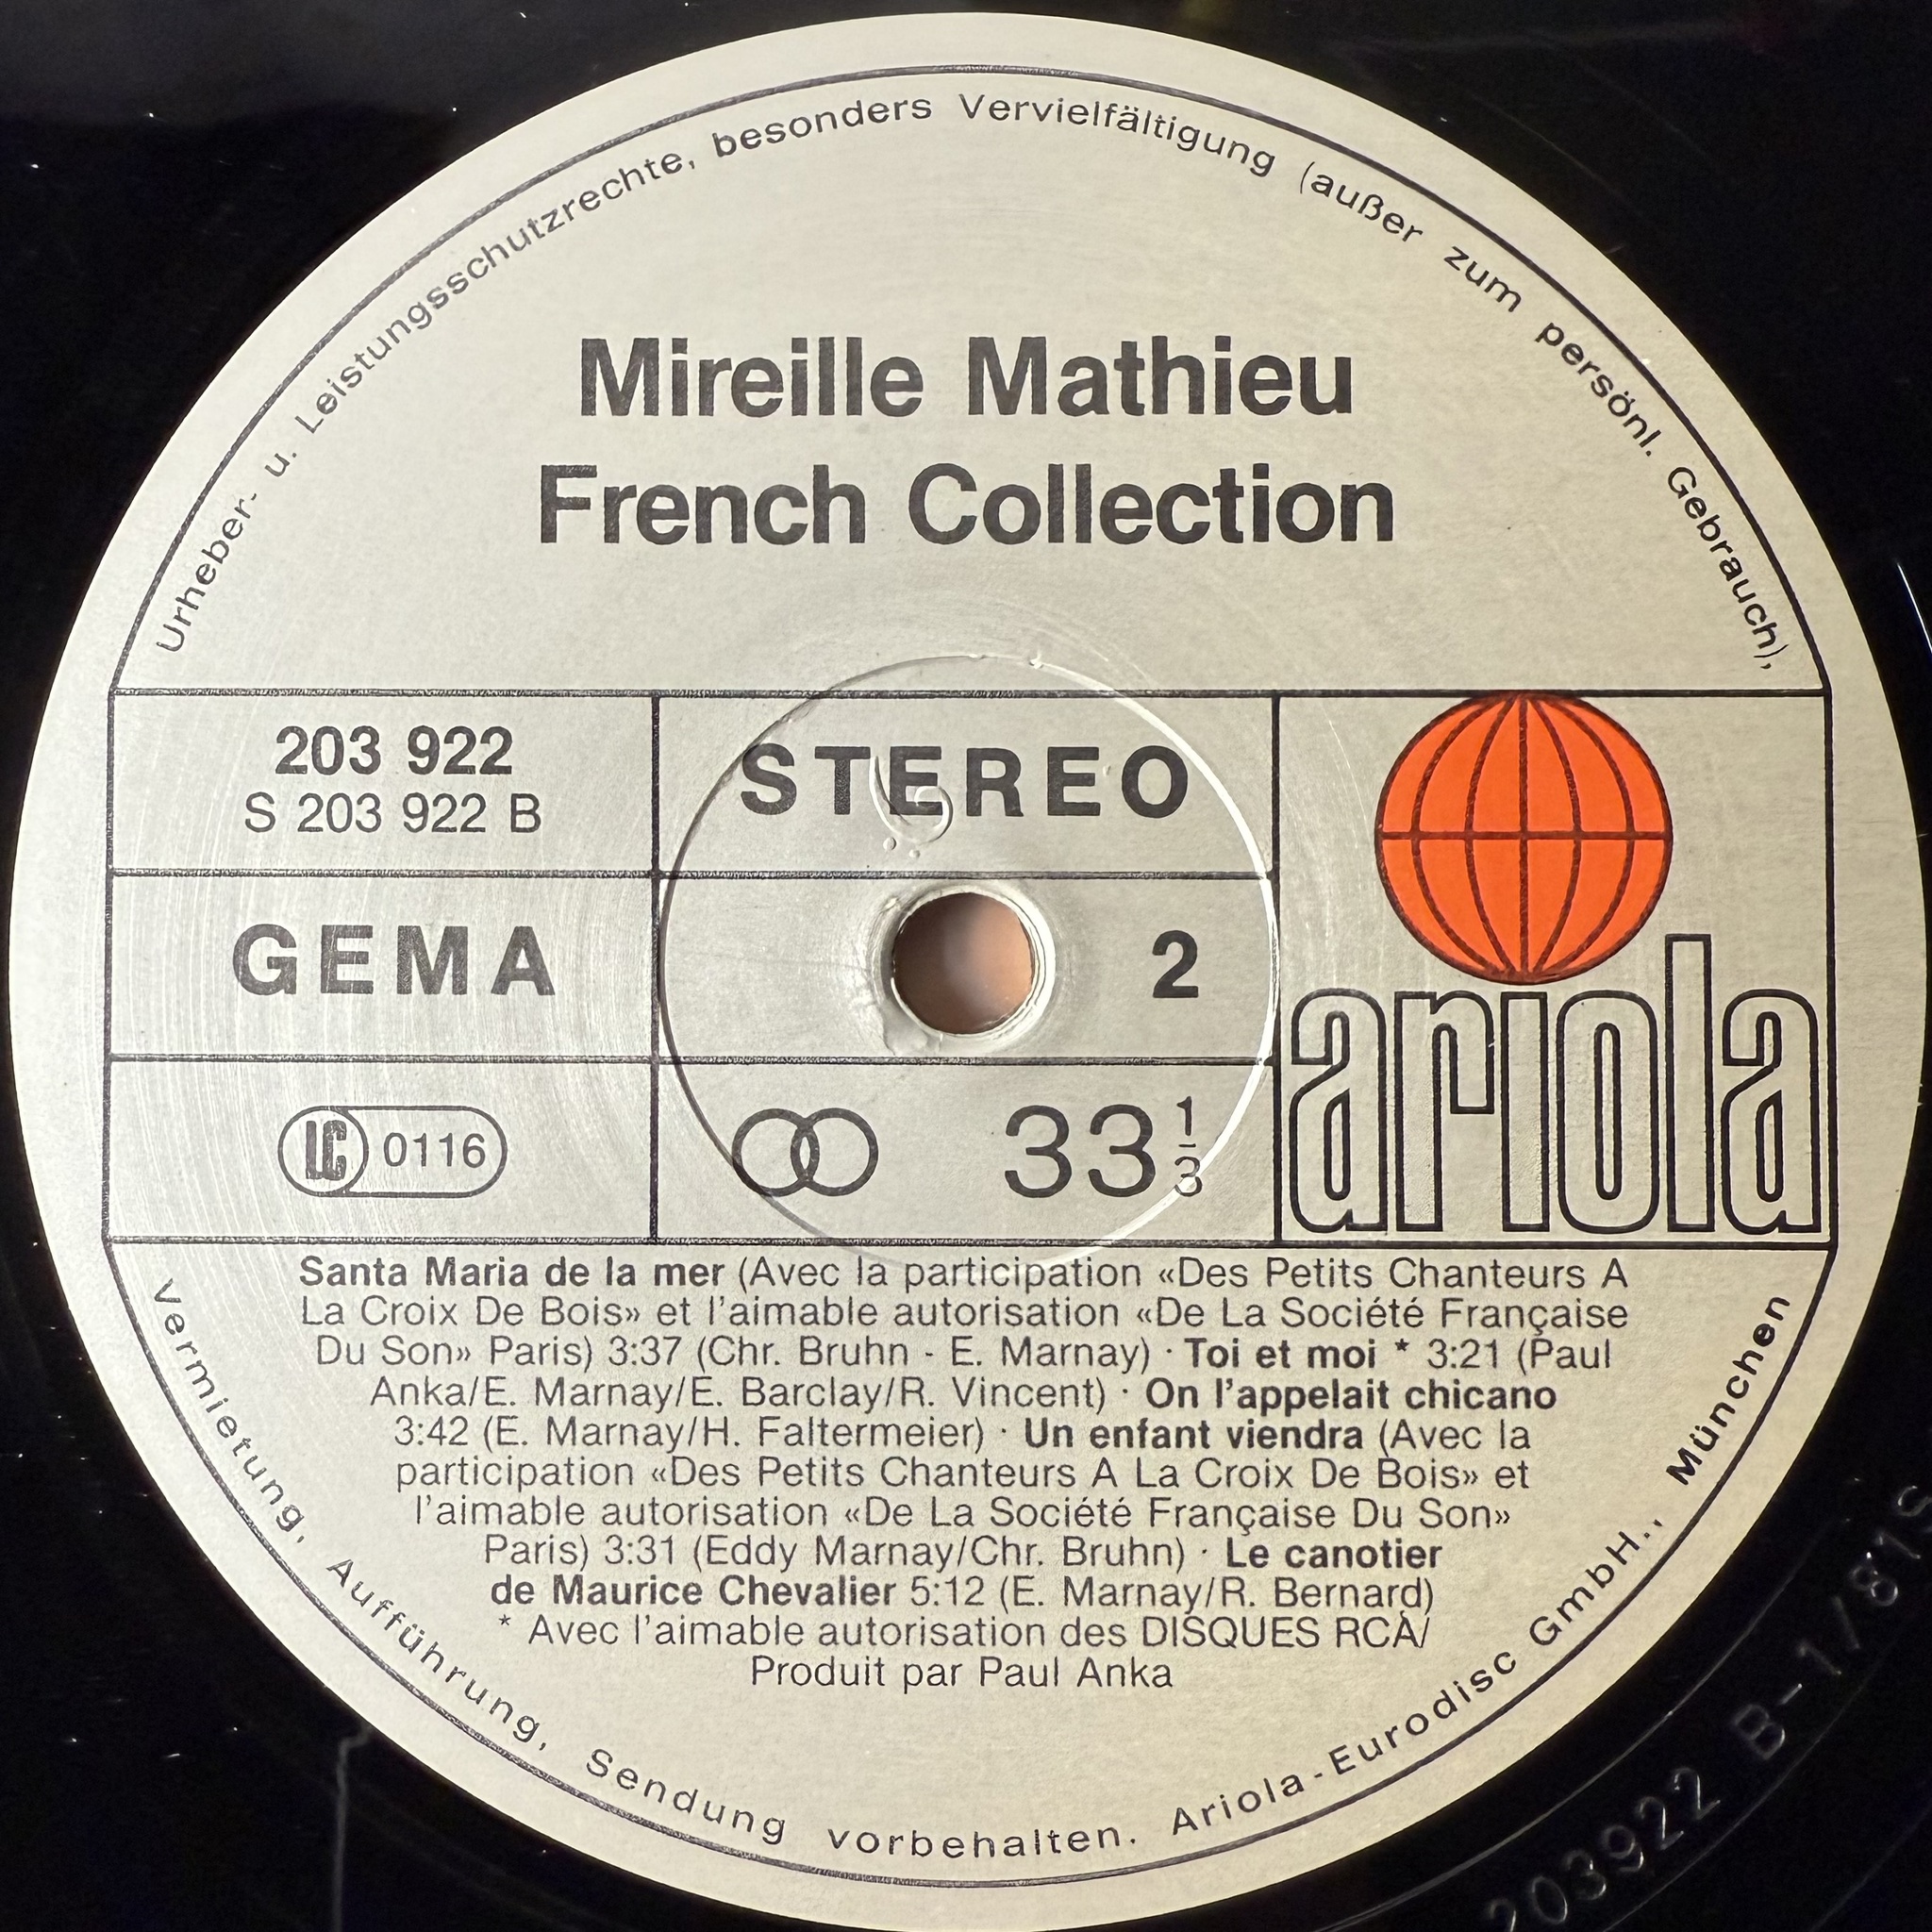 Urheber- u. Leistungsschutzrechte, besonders Vervielfältigung (außer zum persönl. Gebrauch),
Mireille Mathieu
French Collection
203 922
S 203 922 B
STEREO
GEMA
2
LC 0116
33 1/3
ariola
Santa Maria de la mer (Avec la participation «Des Petits Chanteurs A
La Croix De Bois» et l'aimable autorisation «De La Société Française
Du Son» Paris) 3:37 (Chr. Bruhn - E. Marnay) · Toi et moi * 3:21 (Paul
Anka/E. Marnay/E. Barclay/R. Vincent) · On l'appelait chicano
3:42 (E. Marnay/H. Faltermeier) · Un enfant viendra (Avec la
participation «Des Petits Chanteurs A La Croix De Bois» et
l'aimable autorisation «De La Société Française Du Son»
Paris) 3:31 (Eddy Marnay/Chr. Bruhn) · Le canotier
de Maurice Chevalier 5:12 (E. Marnay/R. Bernard)
* Avec l'aimable autorisation des DISQUES RCA/
Produit par Paul Anka
Vermietung, Aufführung, Sendung vorbehalten. Ariola-Eurodisc GmbH., München
203922 B-1/81S